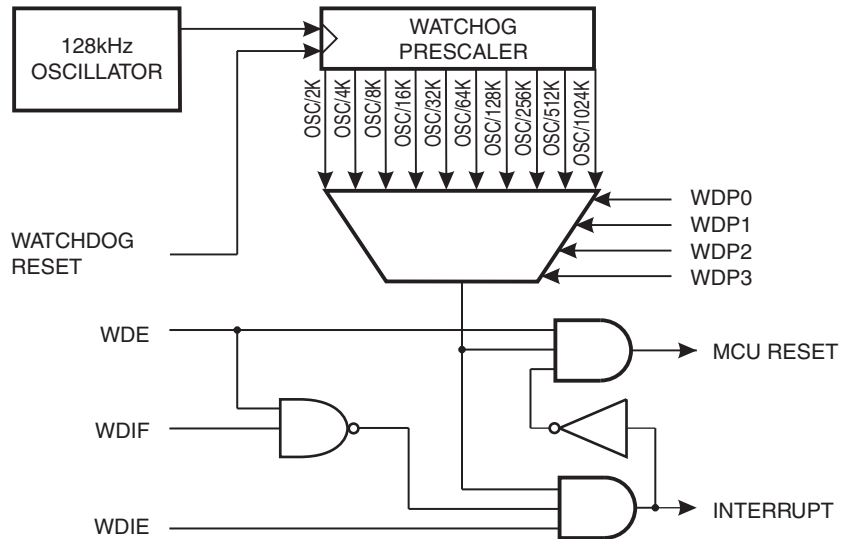 128kHz
OSCILLATOR
WATCHOG
PRESCALER
OSC/2K
OSC/4K
OSC/8K
OSC/16K
OSC/32K
OSC/64K
OSC/128K
OSC/256K
OSC/512K
OSC/1024K
WDP0
WDP1
WDP2
WDP3
WATCHDOG
RESET
WDE
MCU RESET
WDIF
WDIE
INTERRUPT